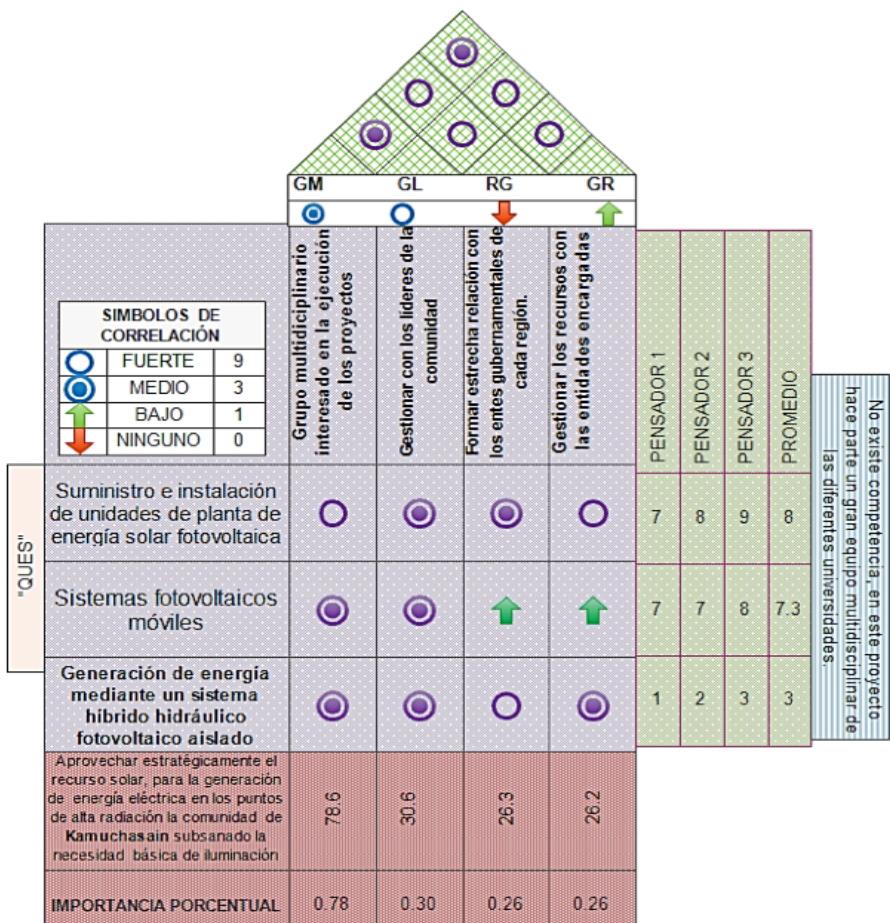 GM GL RG GR
SIMBOLOS DE
CORRELACIÓN
FUERTE 9
MEDIO 3
BAJO 1
NINGUNO 0
Grupo multidiciplinario
interesado en la ejecución
de los proyectos
Gestionar con los lideres de la
comunidad
Formar estrecha relación con
los entes gubernamentales de
cada región.
Gestionar los recursos con
las entidades encargadas
PENSADOR 1
PENSADOR 2
PENSADOR 3
PROMEDIO
No existe competencia, en este proyecto
hace parte un gran equipo multidisciplinar de
las diferentes universidades.
"QUES"
Suministro e instalación
de unidades de planta de
energía solar fotovoltaica
7 8 9 8
Sistemas fotovoltaicos
móviles
7 7 8 7.3
Generación de energía
mediante un sistema
híbrido hidráulico
fotovoltaico aislado
1 2 3 3
Aprovechar estratégicamente el
recurso solar, para la generación
de energía eléctrica en los puntos
de alta radiación la comunidad de
Kamuchasain subsanado la
necesidad básica de iluminación
78.6 30.6 26.3 26.2
IMPORTANCIA PORCENTUAL 0.78 0.30 0.26 0.26